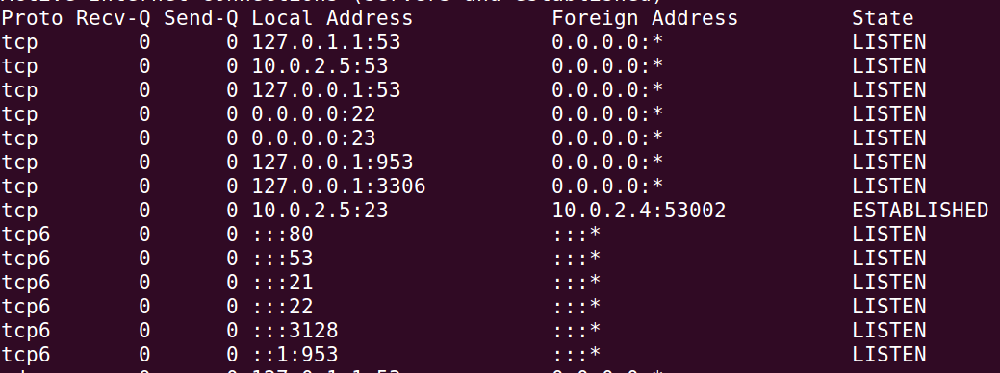 Proto Recv-Q Send-Q Local Address           Foreign Address         State
tcp        0      0 127.0.1.1:53            0.0.0.0:*               LISTEN
tcp        0      0 10.0.2.5:53             0.0.0.0:*               LISTEN
tcp        0      0 127.0.0.1:53            0.0.0.0:*               LISTEN
tcp        0      0 0.0.0.0:22              0.0.0.0:*               LISTEN
tcp        0      0 0.0.0.0:23              0.0.0.0:*               LISTEN
tcp        0      0 127.0.0.1:953           0.0.0.0:*               LISTEN
tcp        0      0 127.0.0.1:3306          0.0.0.0:*               LISTEN
tcp        0      0 10.0.2.5:23             10.0.2.4:53002          ESTABLISHED
tcp6       0      0 :::80                   :::*                    LISTEN
tcp6       0      0 :::53                   :::*                    LISTEN
tcp6       0      0 :::21                   :::*                    LISTEN
tcp6       0      0 :::22                   :::*                    LISTEN
tcp6       0      0 :::3128                 :::*                    LISTEN
tcp6       0      0 ::1:953                 :::*                    LISTEN